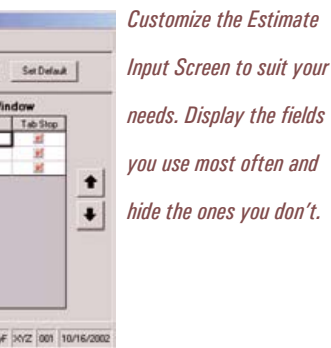 Customize the Estimate
Input Screen to suit your
needs. Display the fields
you use most often and
hide the ones you don't.
Set Default
Tab Stop
XYZ 001 10/16/2002